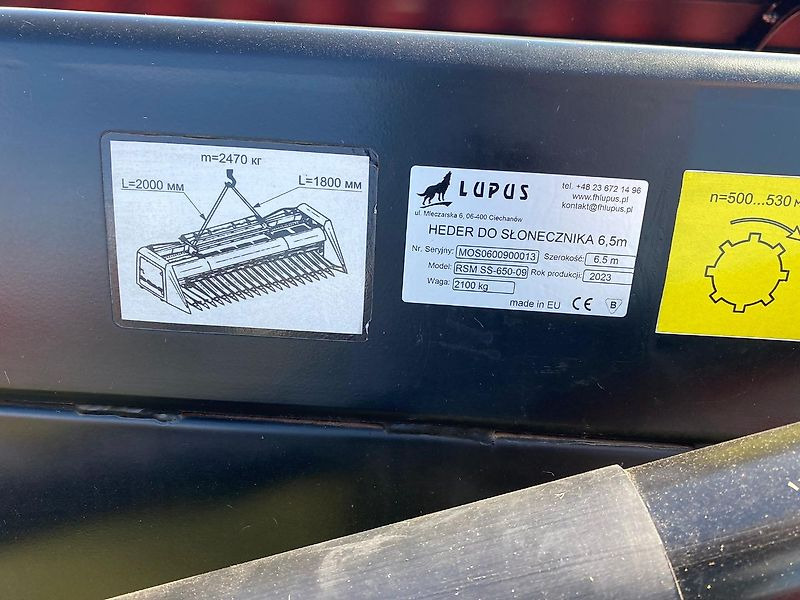 m=2470 кг
L=2000 мм
L=1800 мм
LUPUS
tel. +48 23 672 14 96
www.fhlupus.pl
kontakt@fhlupus.pl
ul. Mleczarska 6, 06-400 Ciechanów
HEDER DO SŁONECZNIKA 6,5m
Nr. Seryjny: MOS0600900013 Szerokość: 6.5 m
Model: RSM SS-650-09 Rok produkcji: 2023
Waga: 2100 kg
made in EU CE B
n=500...530 м